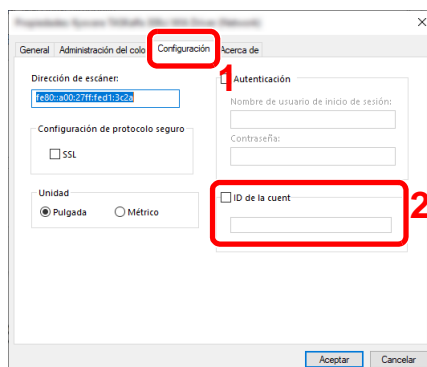 General Administración del colo Configuración Acerca de
1
Dirección de escáner:
fe80::a00:27ff:fed1:3c2a
Autenticación
Nombre de usuario de inicio de sesión:
Configuración de protocolo seguro
SSL
Contraseña:
Unidad
Pulgada Métrico
ID de la cuent
2
Aceptar Cancelar